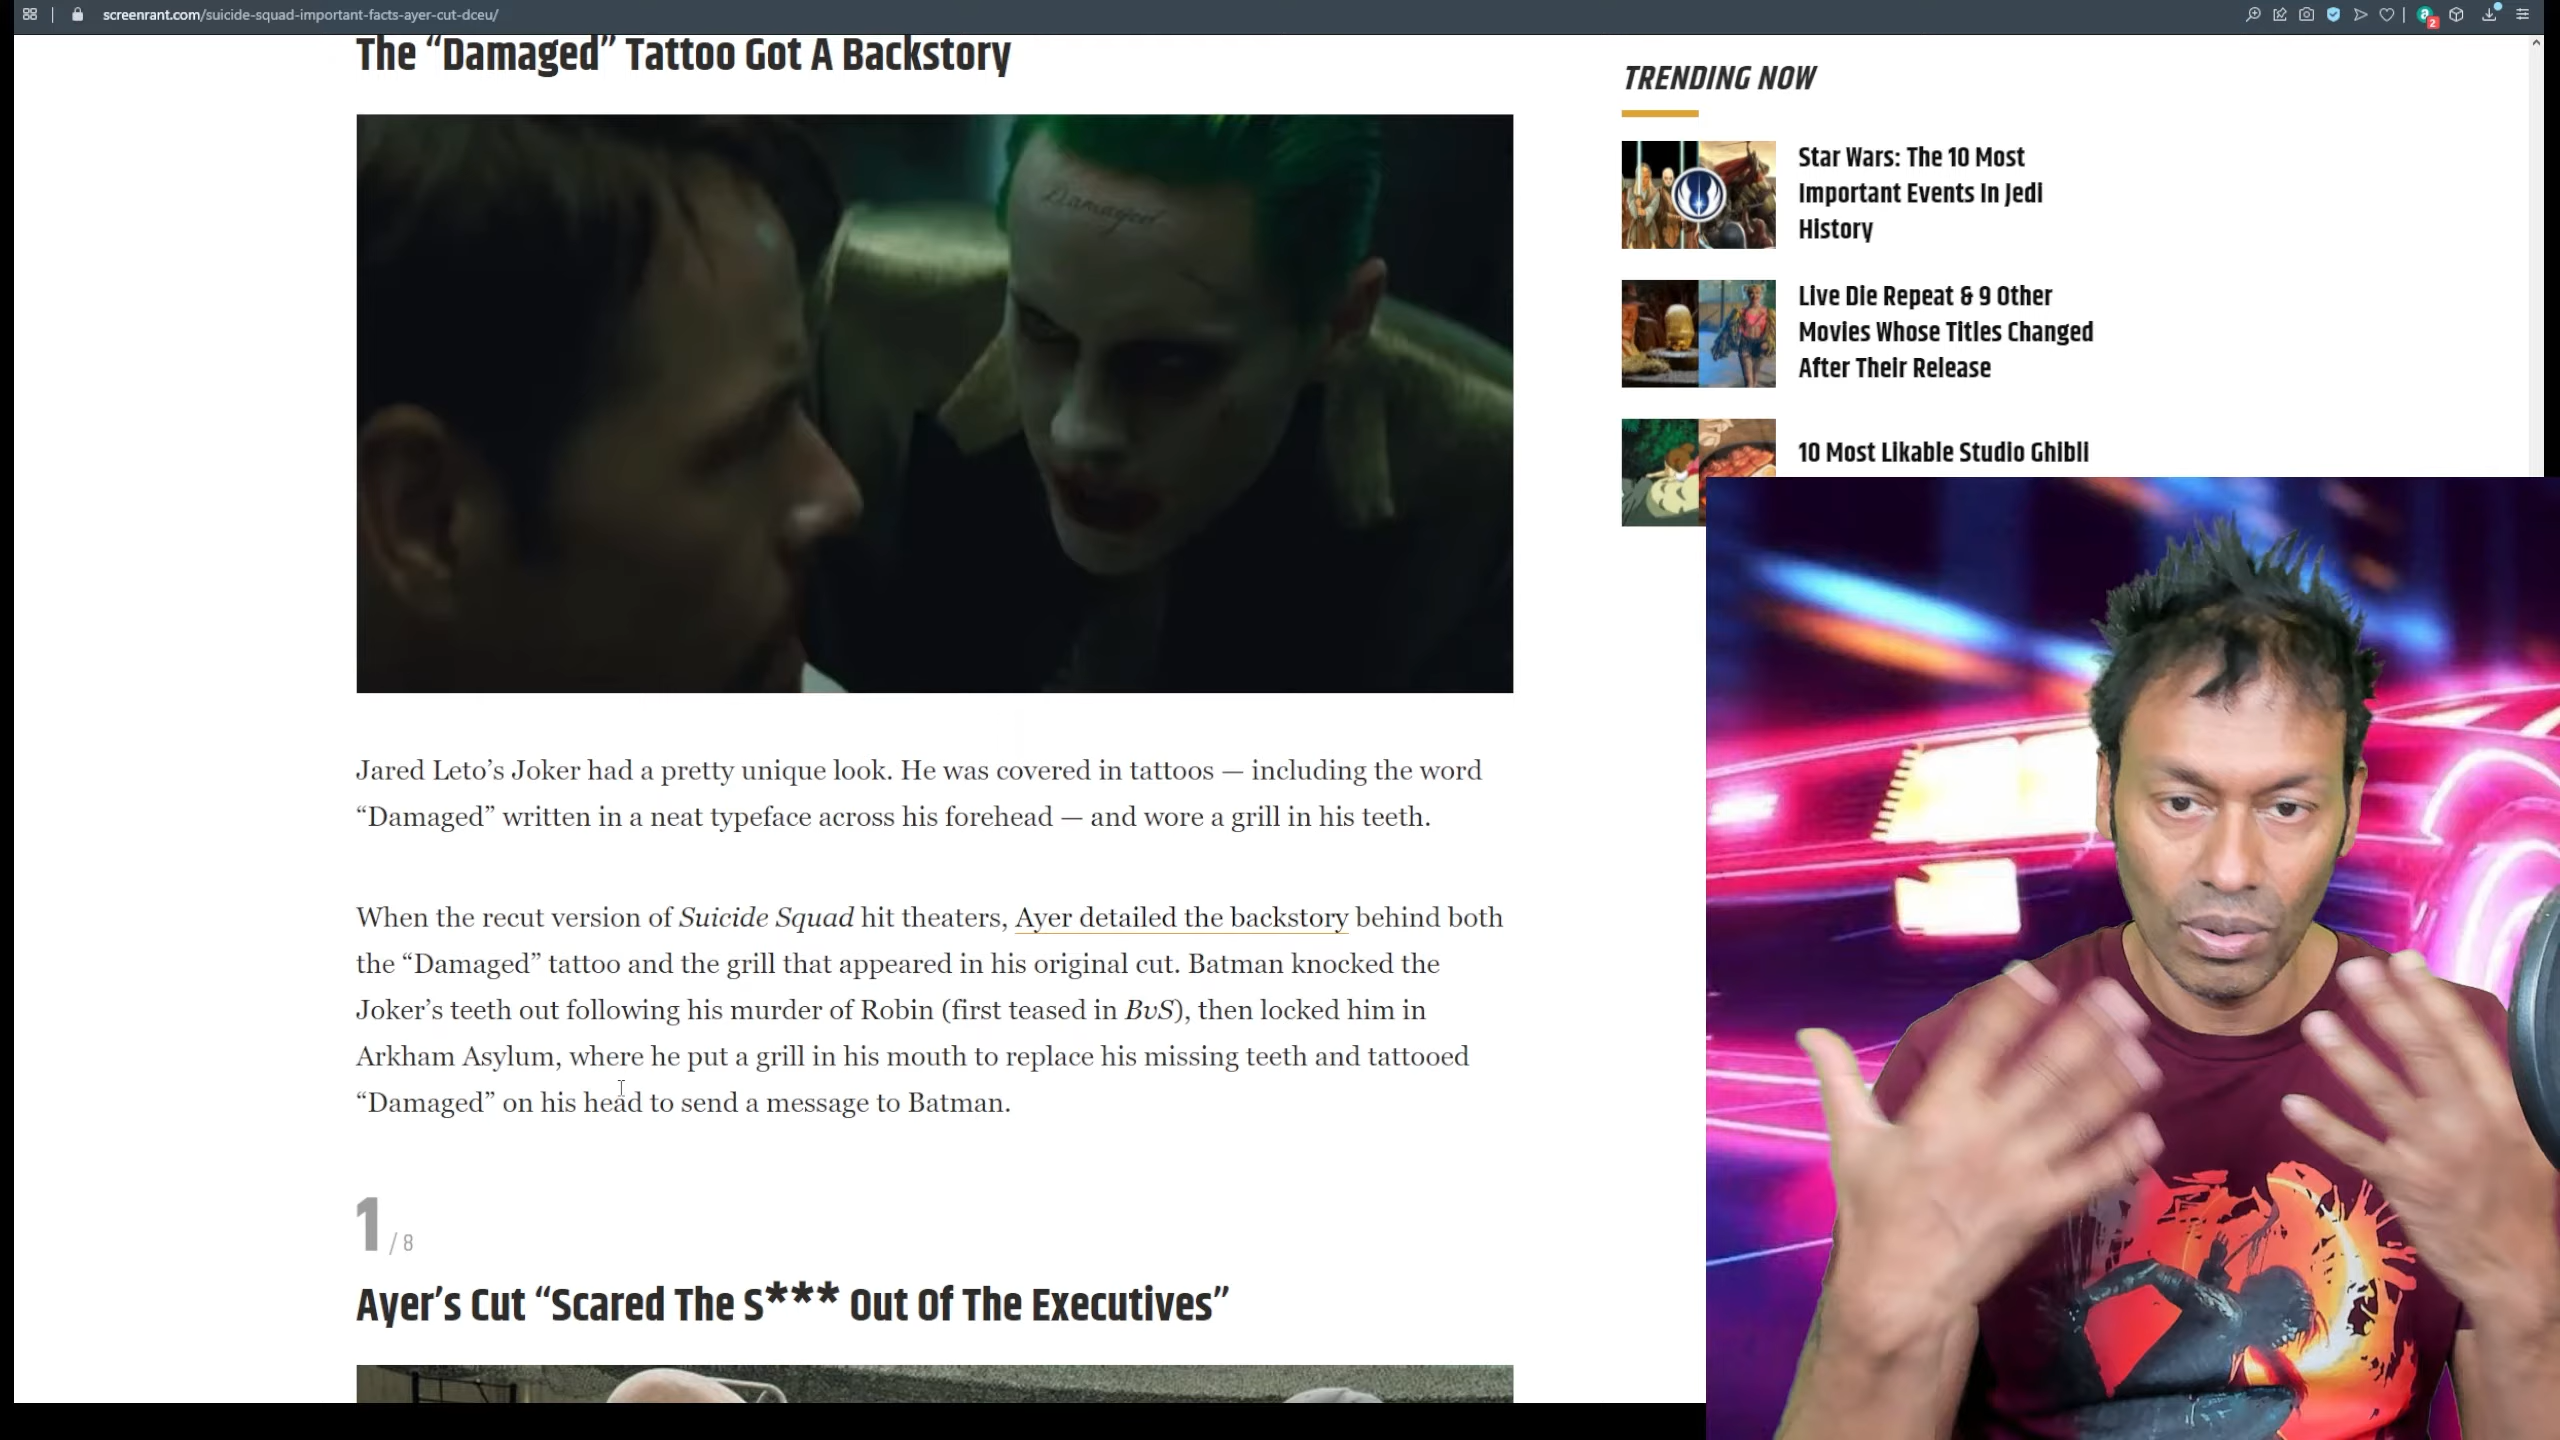 screenrant.com/suicide-squad-important-facts-ayer-cut-dceu/
2
The “Damaged” Tattoo Got A Backstory
Damaged
Jared Leto’s Joker had a pretty unique look. He was covered in tattoos — including the word
“Damaged” written in a neat typeface across his forehead — and wore a grill in his teeth.
When the recut version of Suicide Squad hit theaters, Ayer detailed the backstory behind both
the “Damaged” tattoo and the grill that appeared in his original cut. Batman knocked the
Joker’s teeth out following his murder of Robin (first teased in BvS), then locked him in
Arkham Asylum, where he put a grill in his mouth to replace his missing teeth and tattooed
“Damaged” on his head to send a message to Batman.
1 / 8
Ayer’s Cut “Scared The S*** Out Of The Executives”
TRENDING NOW
Star Wars: The 10 Most
Important Events In Jedi
History
Live Die Repeat & 9 Other
Movies Whose Titles Changed
After Their Release
10 Most Likable Studio Ghibli